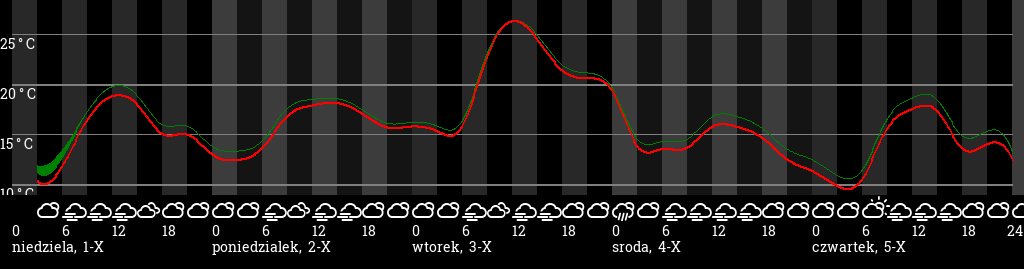 25°C
20°C
15°C
10°C
0 6 12 18 0 6 12 18 0 6 12 18 0 6 12 18 0 6 12 18 24
niedziela, 1-X poniedzialek, 2-X wtorek, 3-X sroda, 4-X czwartek, 5-X